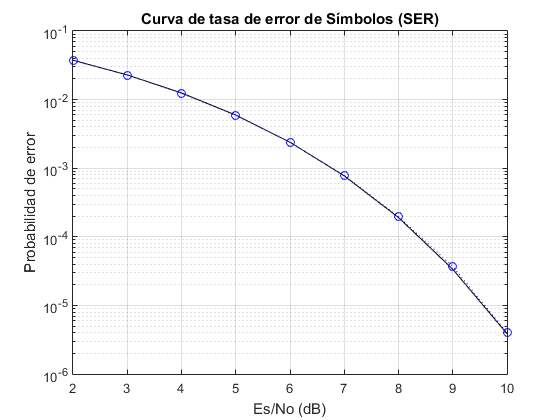 Curva de tasa de error de Símbolos (SER)
10^-1
10^-2
10^-3
10^-4
10^-5
10^-6
Probabilidad de error
2 3 4 5 6 7 8 9 10
Es/No (dB)